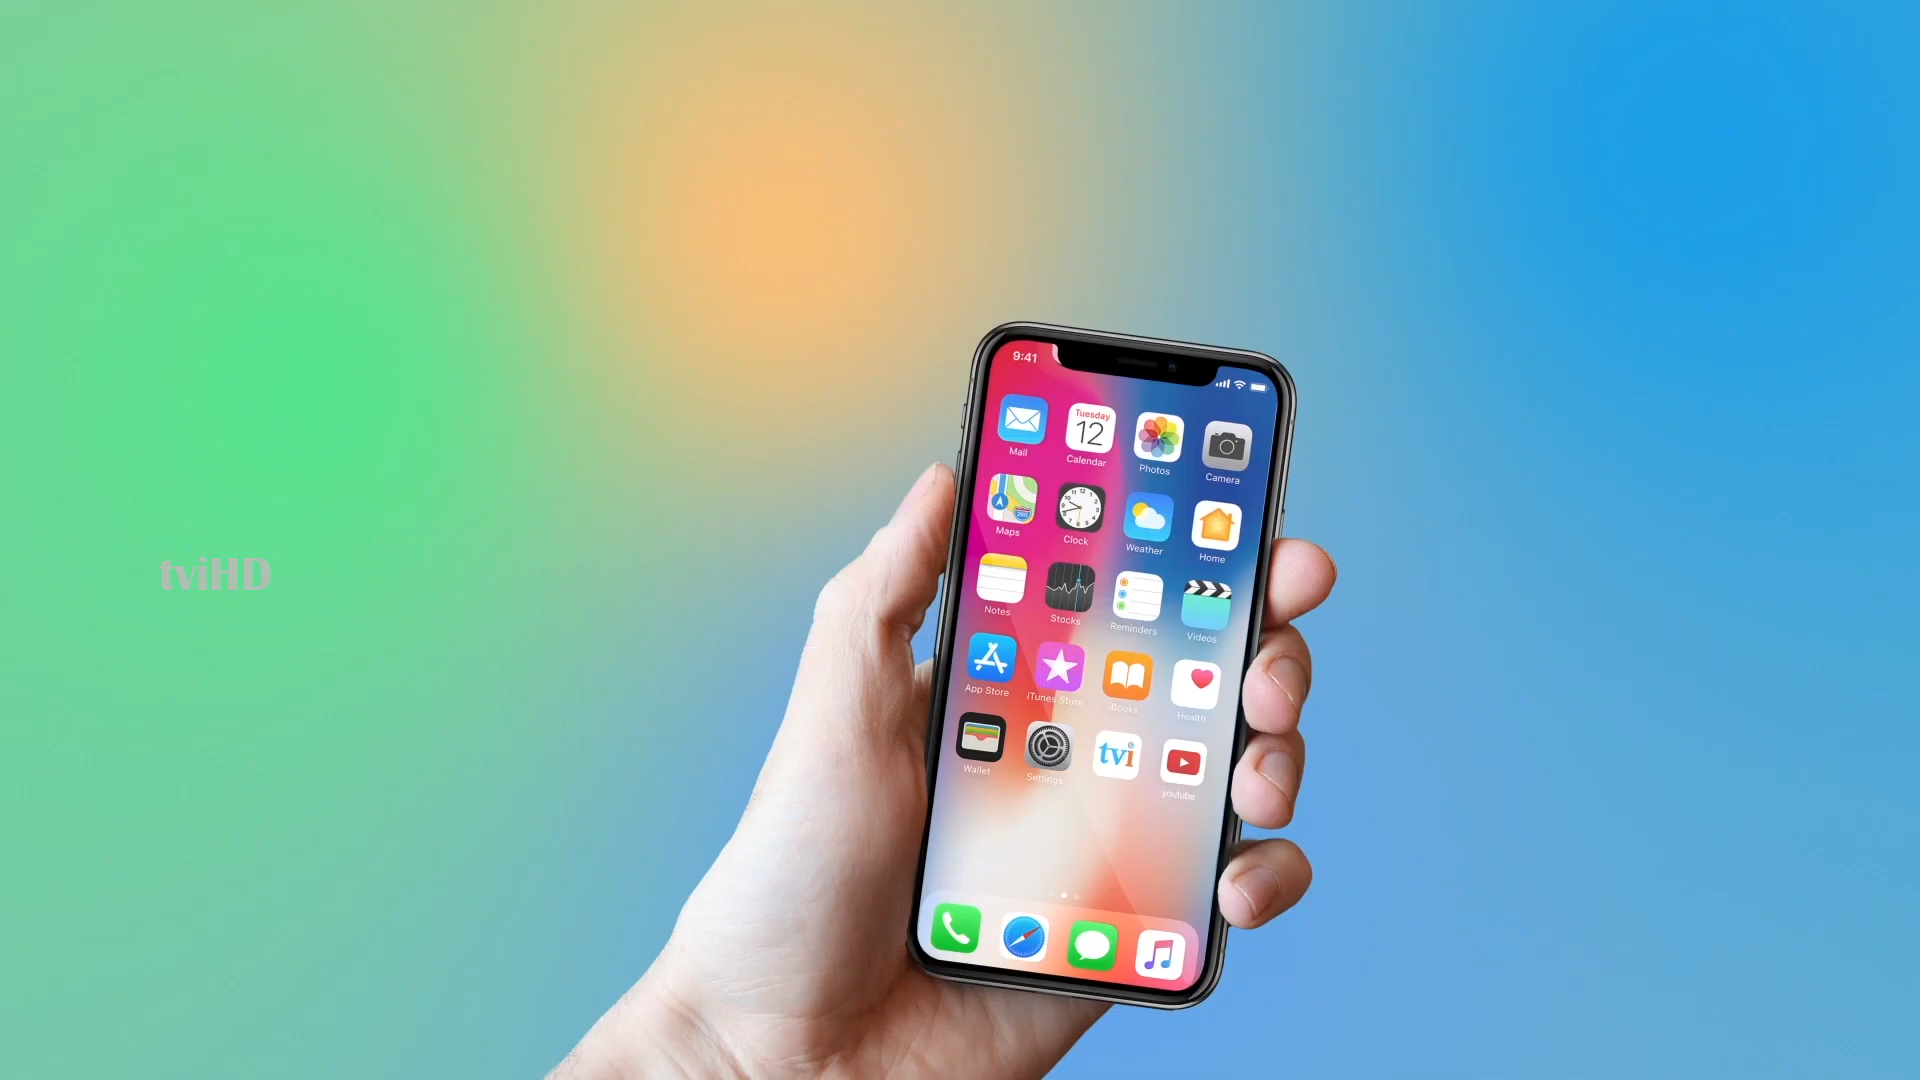 9:41
Tuesday
12
Mail
Calendar
Photos
Camera
280
Maps
Clock
Weather
Home
Notes
Stocks
Reminders
Videos
App Store
iTunes Store
iBooks
Health
tvi
Wallet
Settings
youtube
tviHD